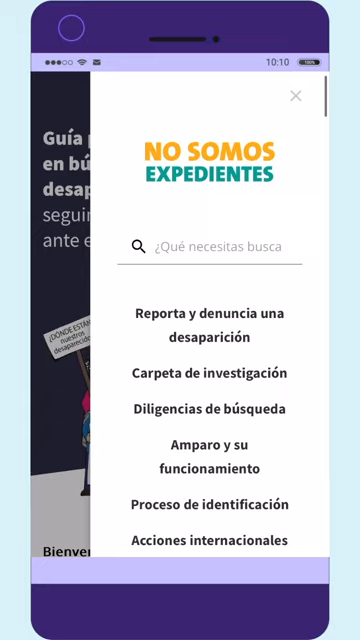 10:10
NO SOMOS
EXPEDIENTES
¿Qué necesitas busca
Reporta y denuncia una
desaparición
Carpeta de investigación
Diligencias de búsqueda
Amparo y su
funcionamiento
Proceso de identificación
Acciones internacionales
Guía
en bú
desap
seguir
ante e
¿DÓNDE ESTÁN
nuestros
desaparecido
Bienven